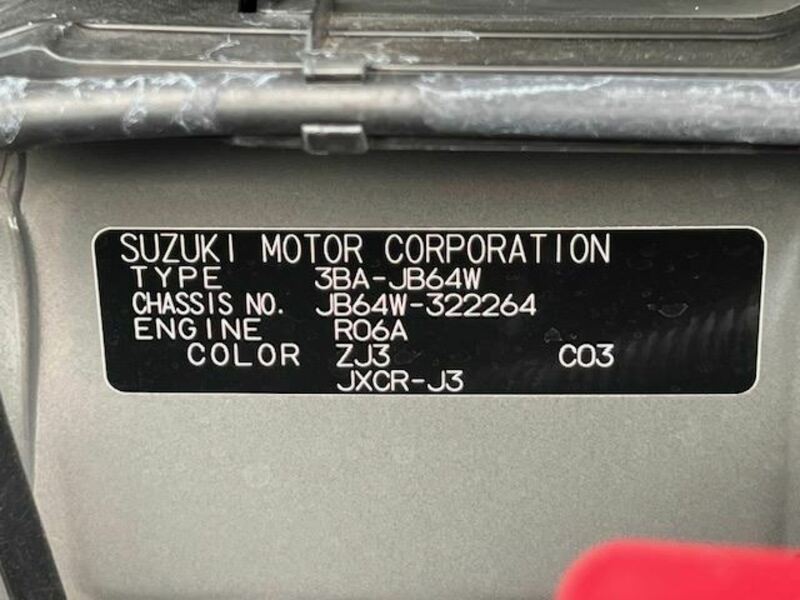 SUZUKI MOTOR CORPORATION
TYPE 3BA-JB64W
CHASSIS NO. JB64W-322264
ENGINE R06A
COLOR ZJ3 C03
JXCR-J3